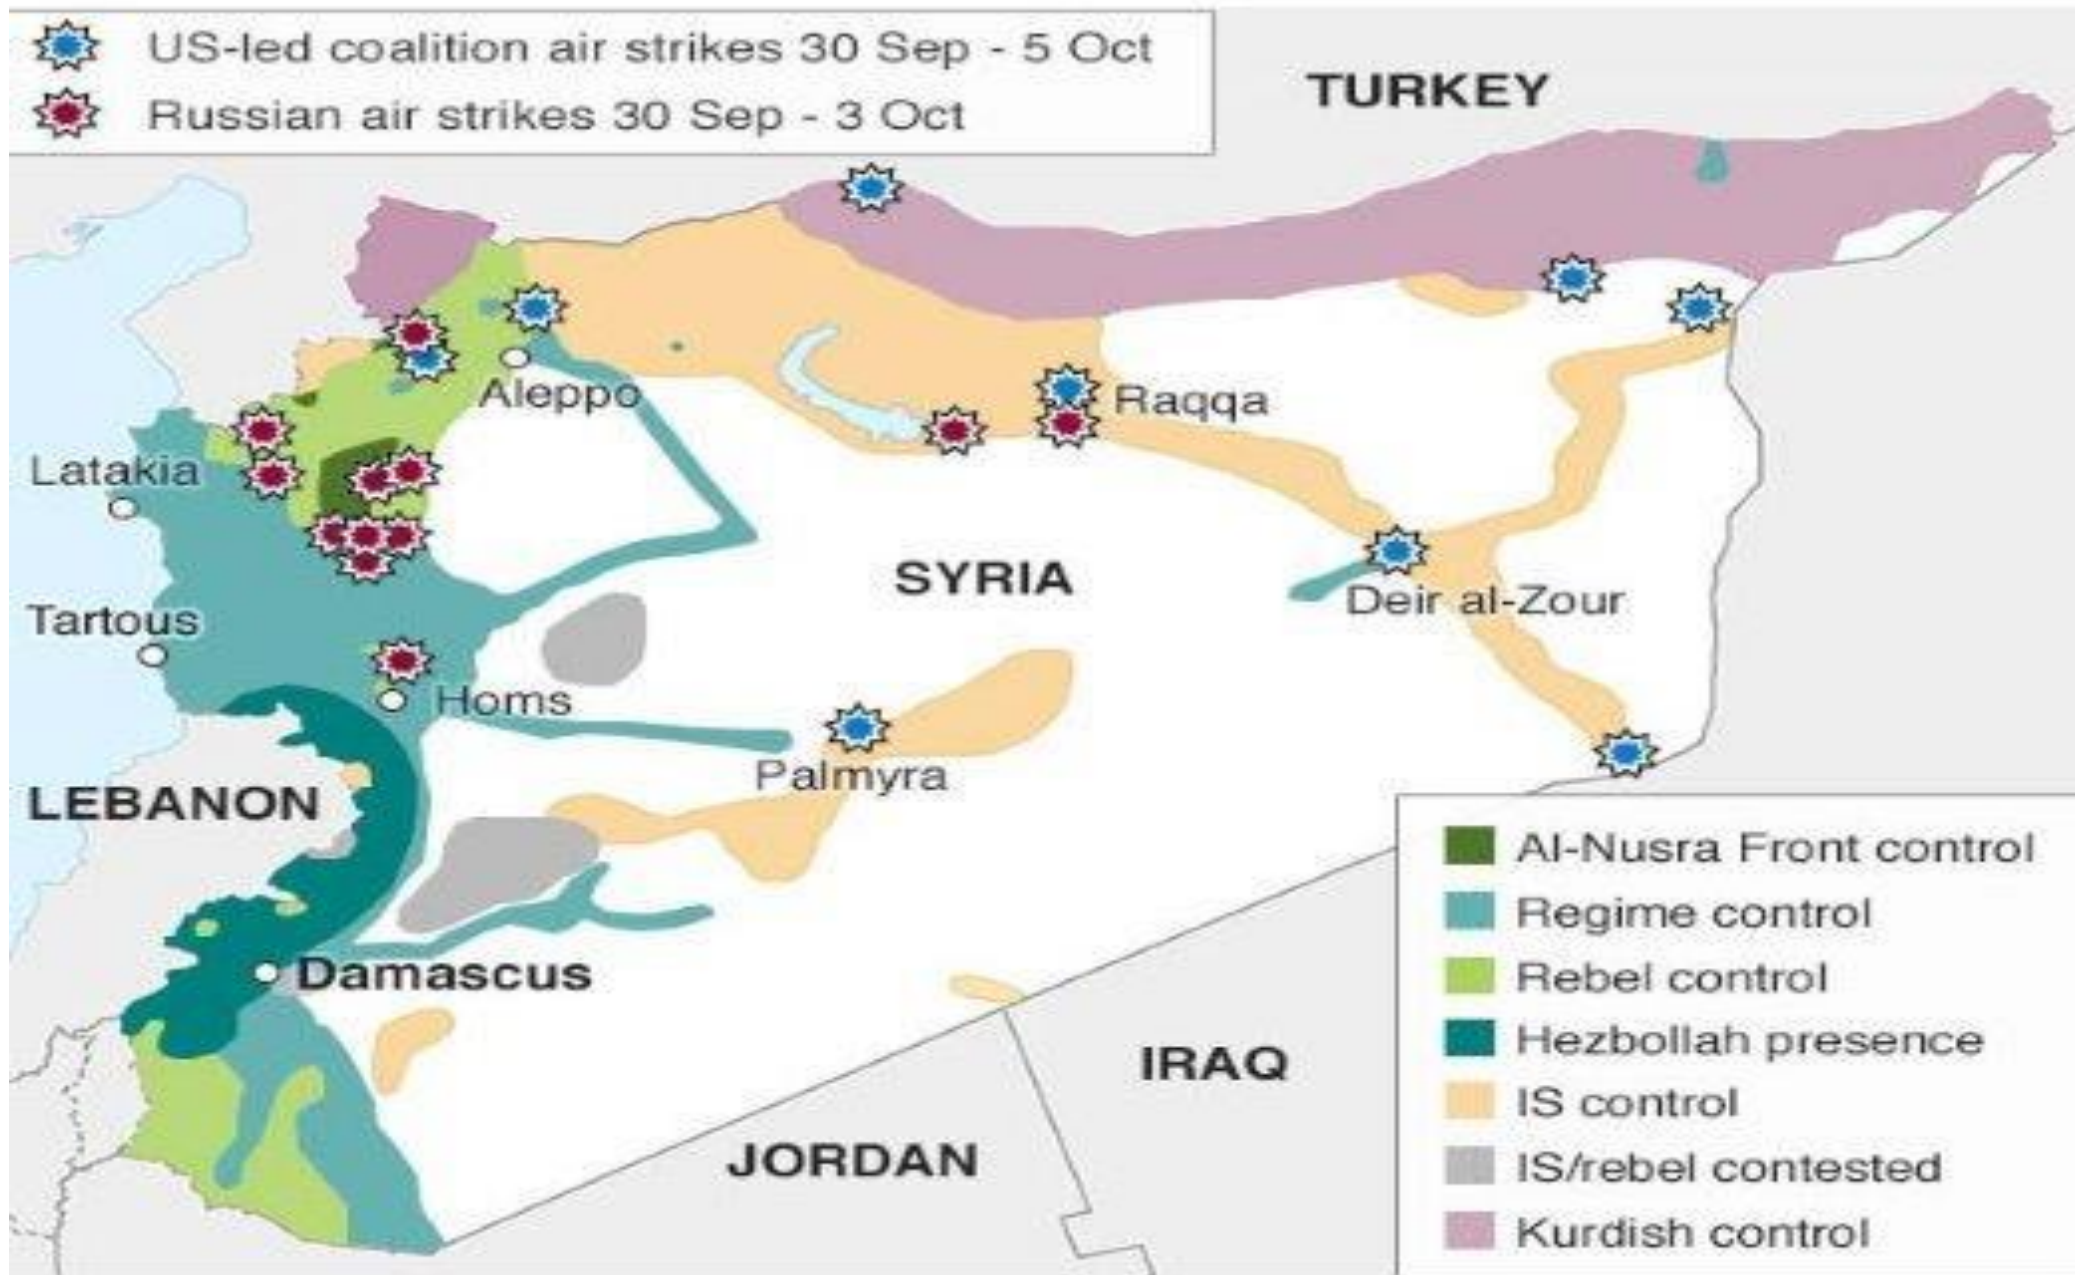 US-led coalition air strikes 30 Sep - 5 Oct
Russian air strikes 30 Sep - 3 Oct
TURKEY
Aleppo
Raqqa
Latakia
SYRIA
Deir al-Zour
Tartous
Homs
Palmyra
LEBANON
Damascus
IRAQ
JORDAN
Al-Nusra Front control
Regime control
Rebel control
Hezbollah presence
IS control
IS/rebel contested
Kurdish control